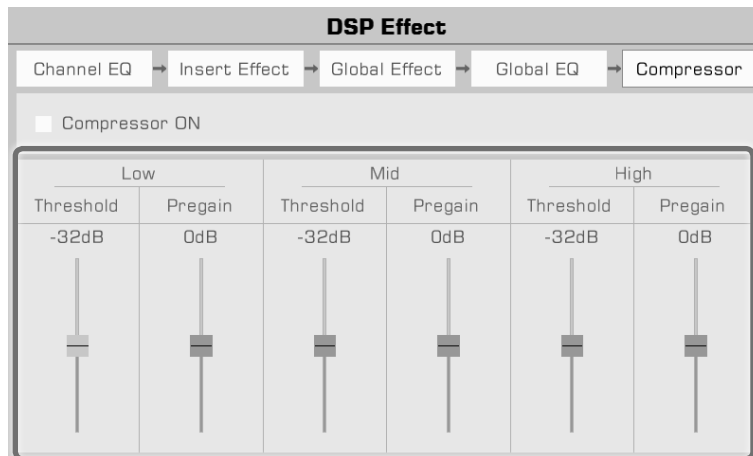 DSP Effect
Channel EQ → Insert Effect → Global Effect → Global EQ → Compressor
Compressor ON
Low Mid High
Threshold Pregain Threshold Pregain Threshold Pregain
-32dB 0dB -32dB 0dB -32dB 0dB